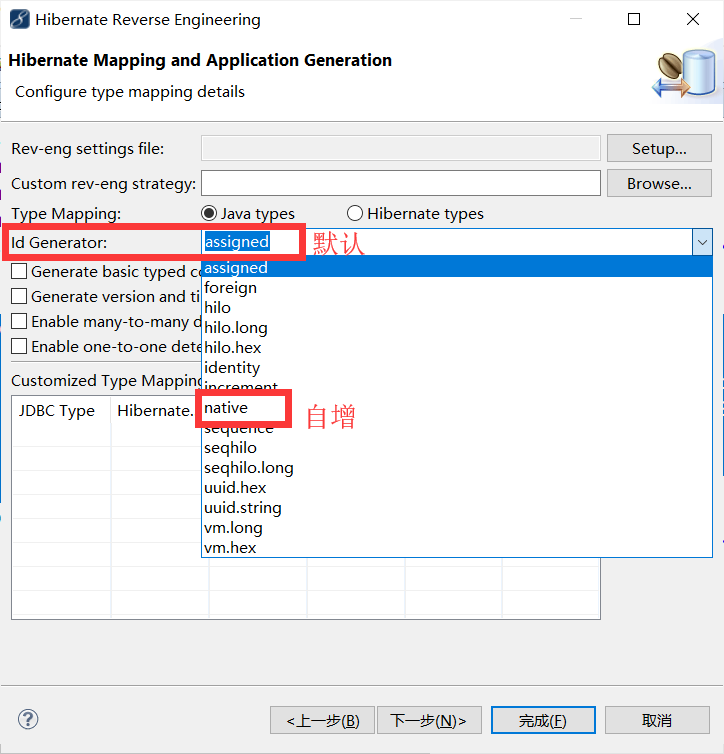 Hibernate Reverse Engineering
Hibernate Mapping and Application Generation
Configure type mapping details
Rev-eng settings file:
Setup...
Custom rev-eng strategy:
Browse...
Type Mapping:
Java types
Hibernate types
Id Generator:
assigned
默认
Generate basic typed
Generate version and
Enable many-to-many
Enable one-to-one
assigned
foreign
hilo
hilo.long
hilo.hex
identity
increment
native
自增
sequence
seqhilo
seqhilo.long
uuid.hex
uuid.string
vm.long
vm.hex
Customized Type
JDBC Type
Hibernate.
<上一步(B)
下一步(N)>
完成(F)
取消